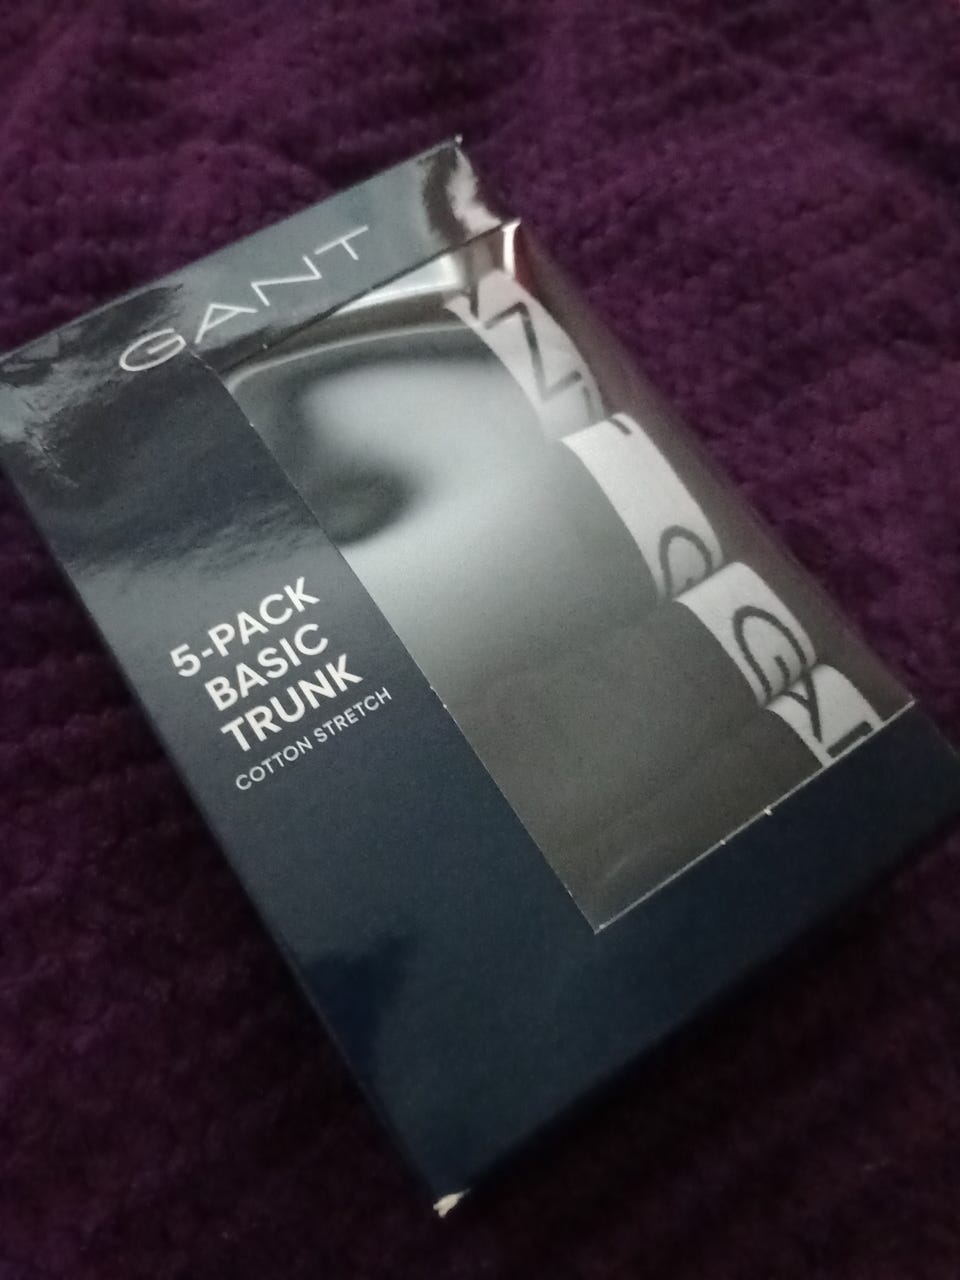 GANT
5-PACK
BASIC
TRUNK
COTTON STRETCH